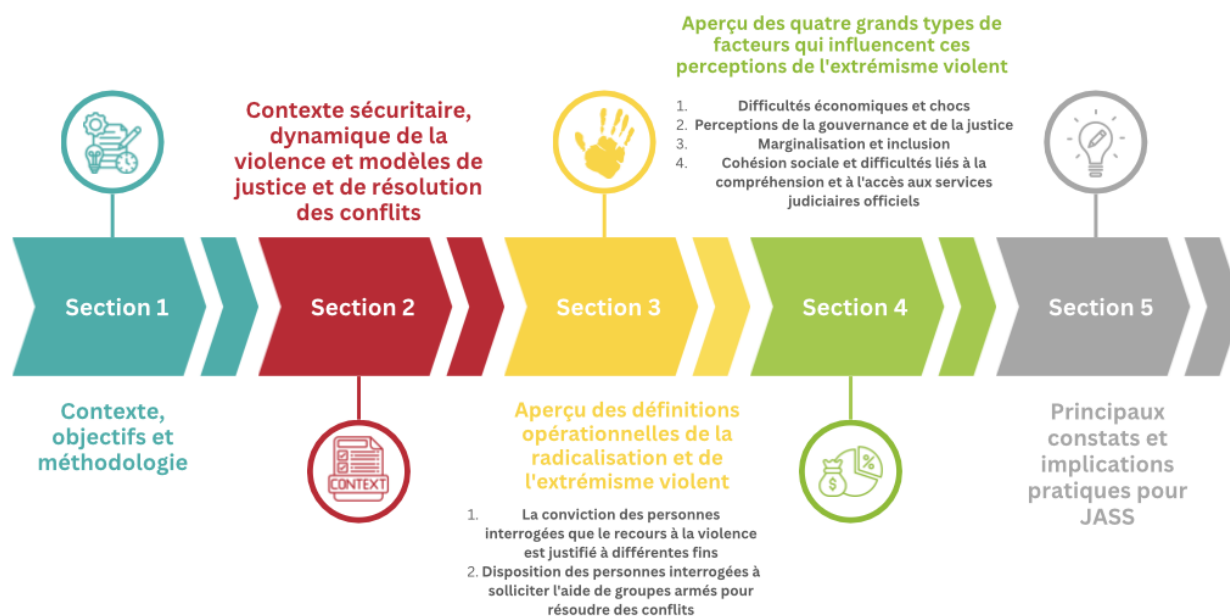 Section 1
Contexte,
objectifs et
méthodologie
Contexte sécuritaire,
dynamique de la
violence et modèles de
justice et de résolution
des conflits
Section 2
CONTEXT
Section 3
Aperçu des définitions
opérationnelles de la
radicalisation et de
l'extrémisme violent
1. La conviction des personnes
interrogées que le recours à la violence
est justifié à différentes fins
2. Disposition des personnes interrogées à
solliciter l'aide de groupes armés pour
résoudre des conflits
Aperçu des quatre grands types de
facteurs qui influencent ces
perceptions de l'extrémisme violent
1. Difficultés économiques et chocs
2. Perceptions de la gouvernance et de la justice
3. Marginalisation et inclusion
4. Cohésion sociale et difficultés liés à la
compréhension et à l'accès aux services
judiciaires officiels
Section 4
$
%
Section 5
Principaux
constats et
implications
pratiques pour
JASS